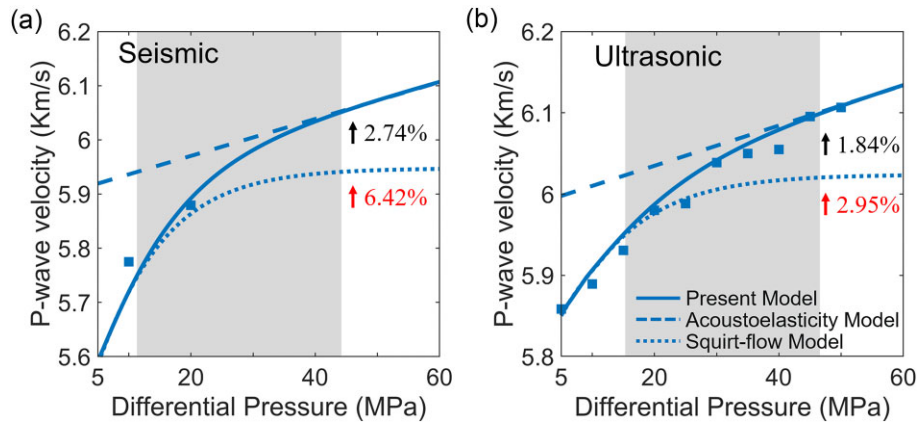 (a)
Seismic
P-wave velocity (Km/s)
6.2
6.1
6
5.9
5.8
5.7
5.6
2.74%
6.42%
5 20 40 60
Differential Pressure (MPa)
(b)
Ultrasonic
P-wave velocity (Km/s)
6.2
6.1
6
5.9
5.8
1.84%
2.95%
Present Model
Acoustoelasticity Model
Squirt-flow Model
5 20 40 60
Differential Pressure (MPa)